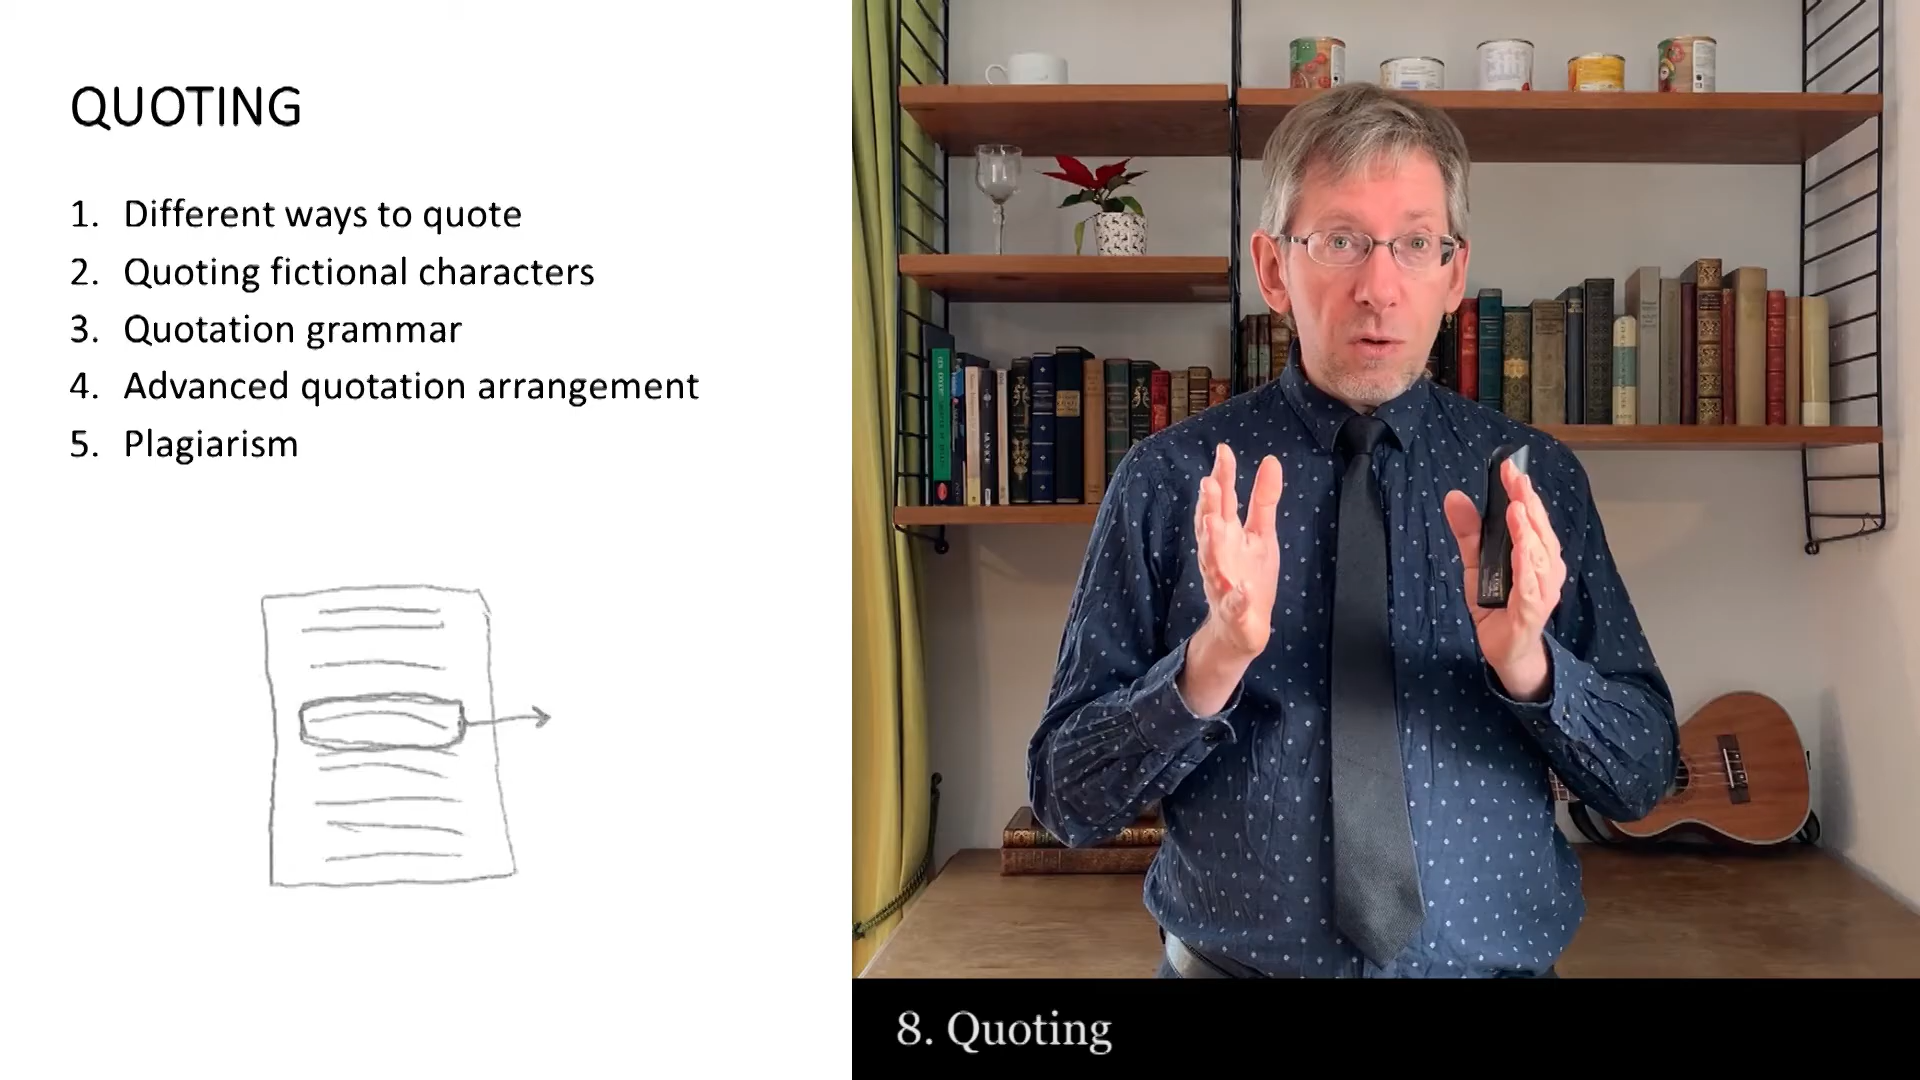 QUOTING
1. Different ways to quote
2. Quoting fictional characters
3. Quotation grammar
4. Advanced quotation arrangement
5. Plagiarism
8. Quoting